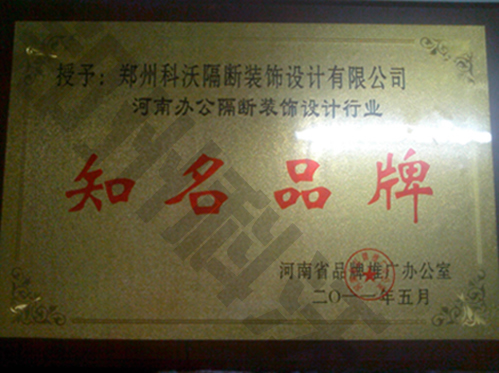 授予：郑州科沃隔断装饰设计有限公司
河南办公隔断装饰设计行业
知名品牌
河南省品牌推广办公室
二〇一一年五月